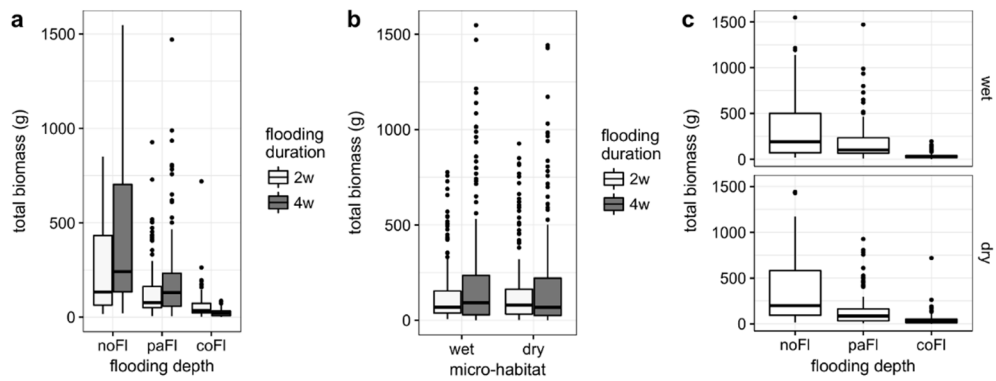 a
total biomass (g)
1500
1000
500
0
noFl paFl coFl
flooding depth
flooding
duration
2w
4w
b
total biomass (g)
1500
1000
500
0
wet dry
micro-habitat
flooding
duration
2w
4w
c
total biomass (g)
1500
1000
500
0
wet
total biomass (g)
1500
1000
500
0
dry
noFl paFl coFl
flooding depth